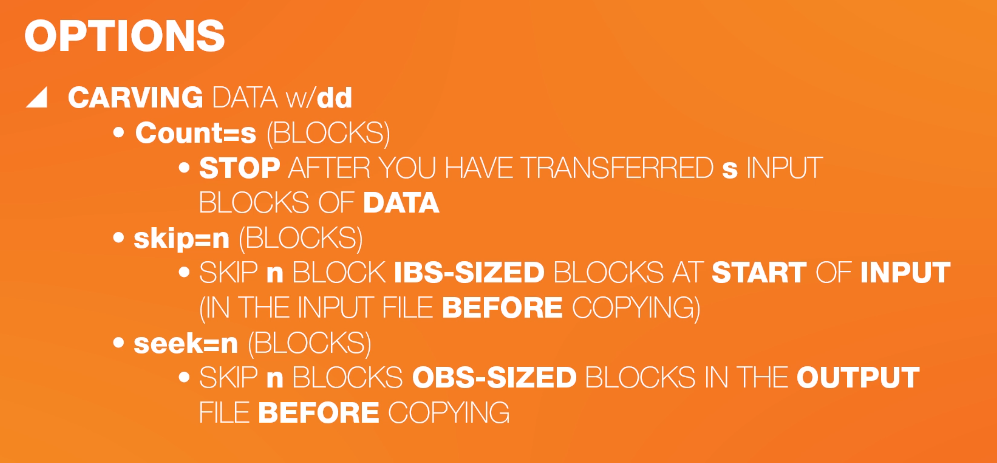 OPTIONS
CARVING DATA w/dd
• Count=s (BLOCKS)
• STOP AFTER YOU HAVE TRANSFERRED s INPUT
BLOCKS OF DATA
• skip=n (BLOCKS)
• SKIP n BLOCK IBS-SIZED BLOCKS AT START OF INPUT
(IN THE INPUT FILE BEFORE COPYING)
• seek=n (BLOCKS)
• SKIP n BLOCKS OBS-SIZED BLOCKS IN THE OUTPUT
FILE BEFORE COPYING